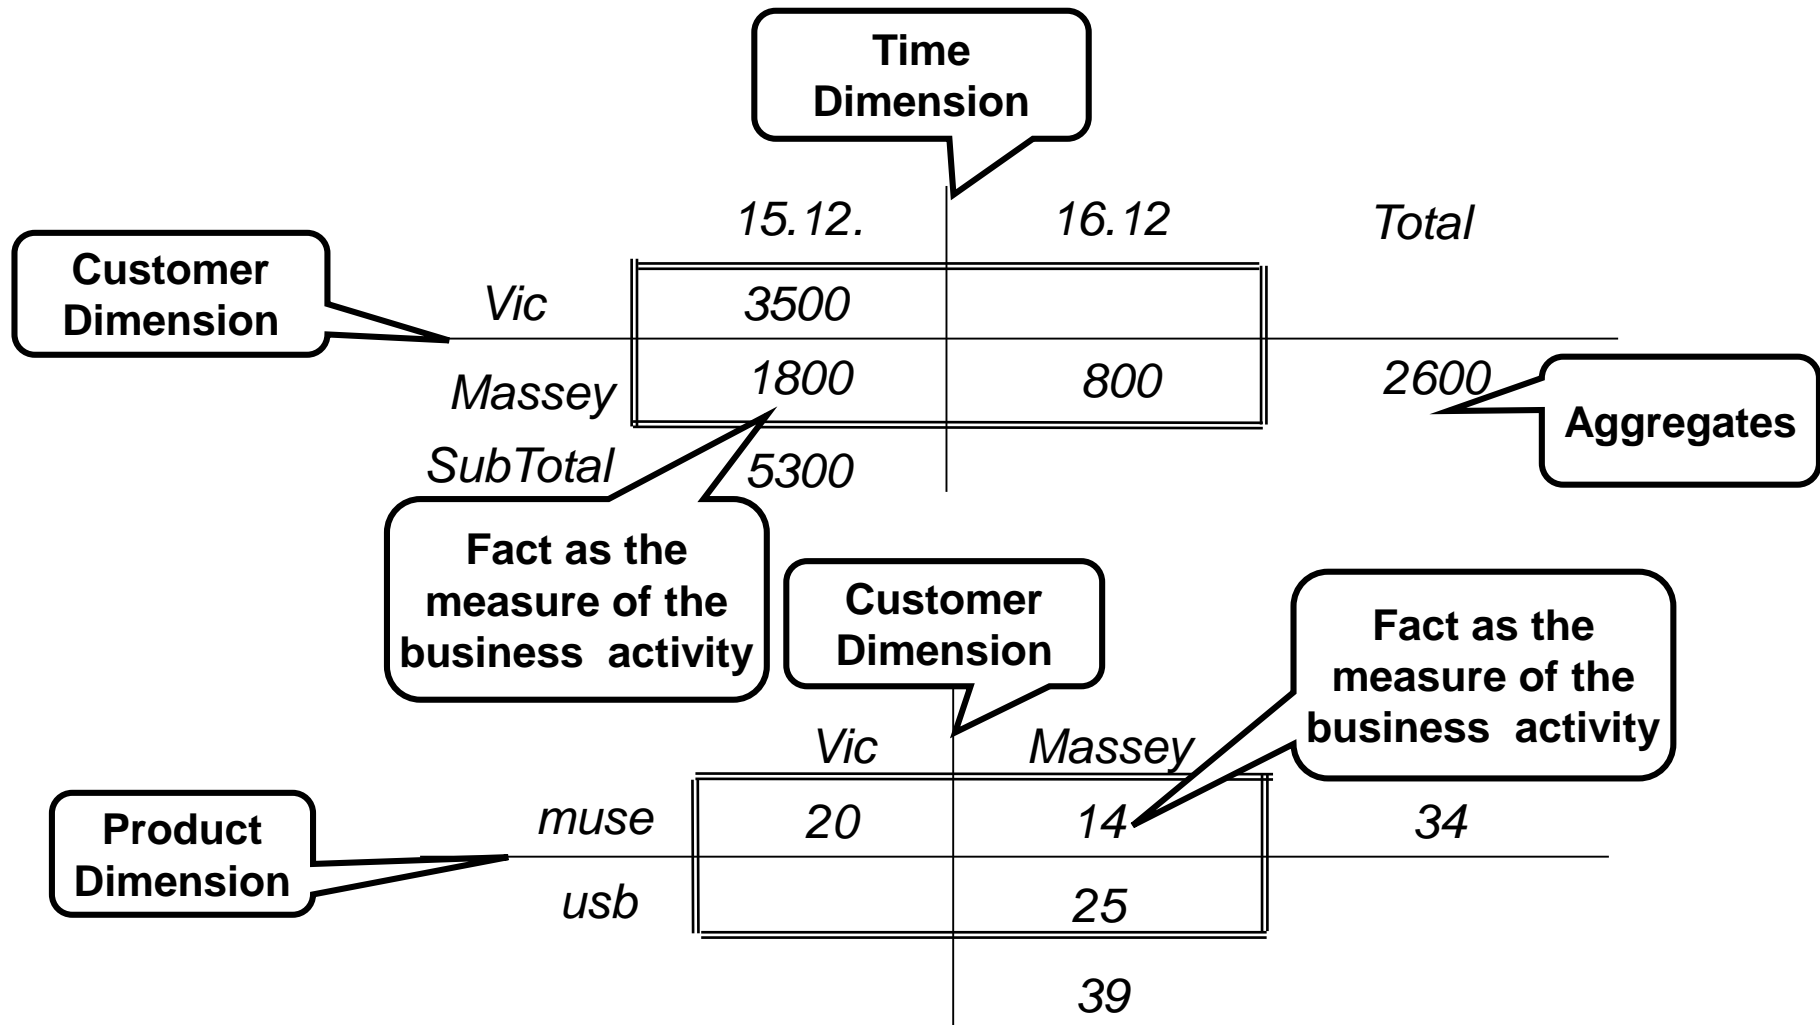 Time
Dimension
15.12. 16.12 Total
Customer
Dimension
Vic 3500
Massey 1800 800 2600
Aggregates
SubTotal 5300
Fact as the
measure of the
business activity
Customer
Dimension
Fact as the
measure of the
business activity
Vic Massey
Product
Dimension
muse 20 14 34
usb 25
39